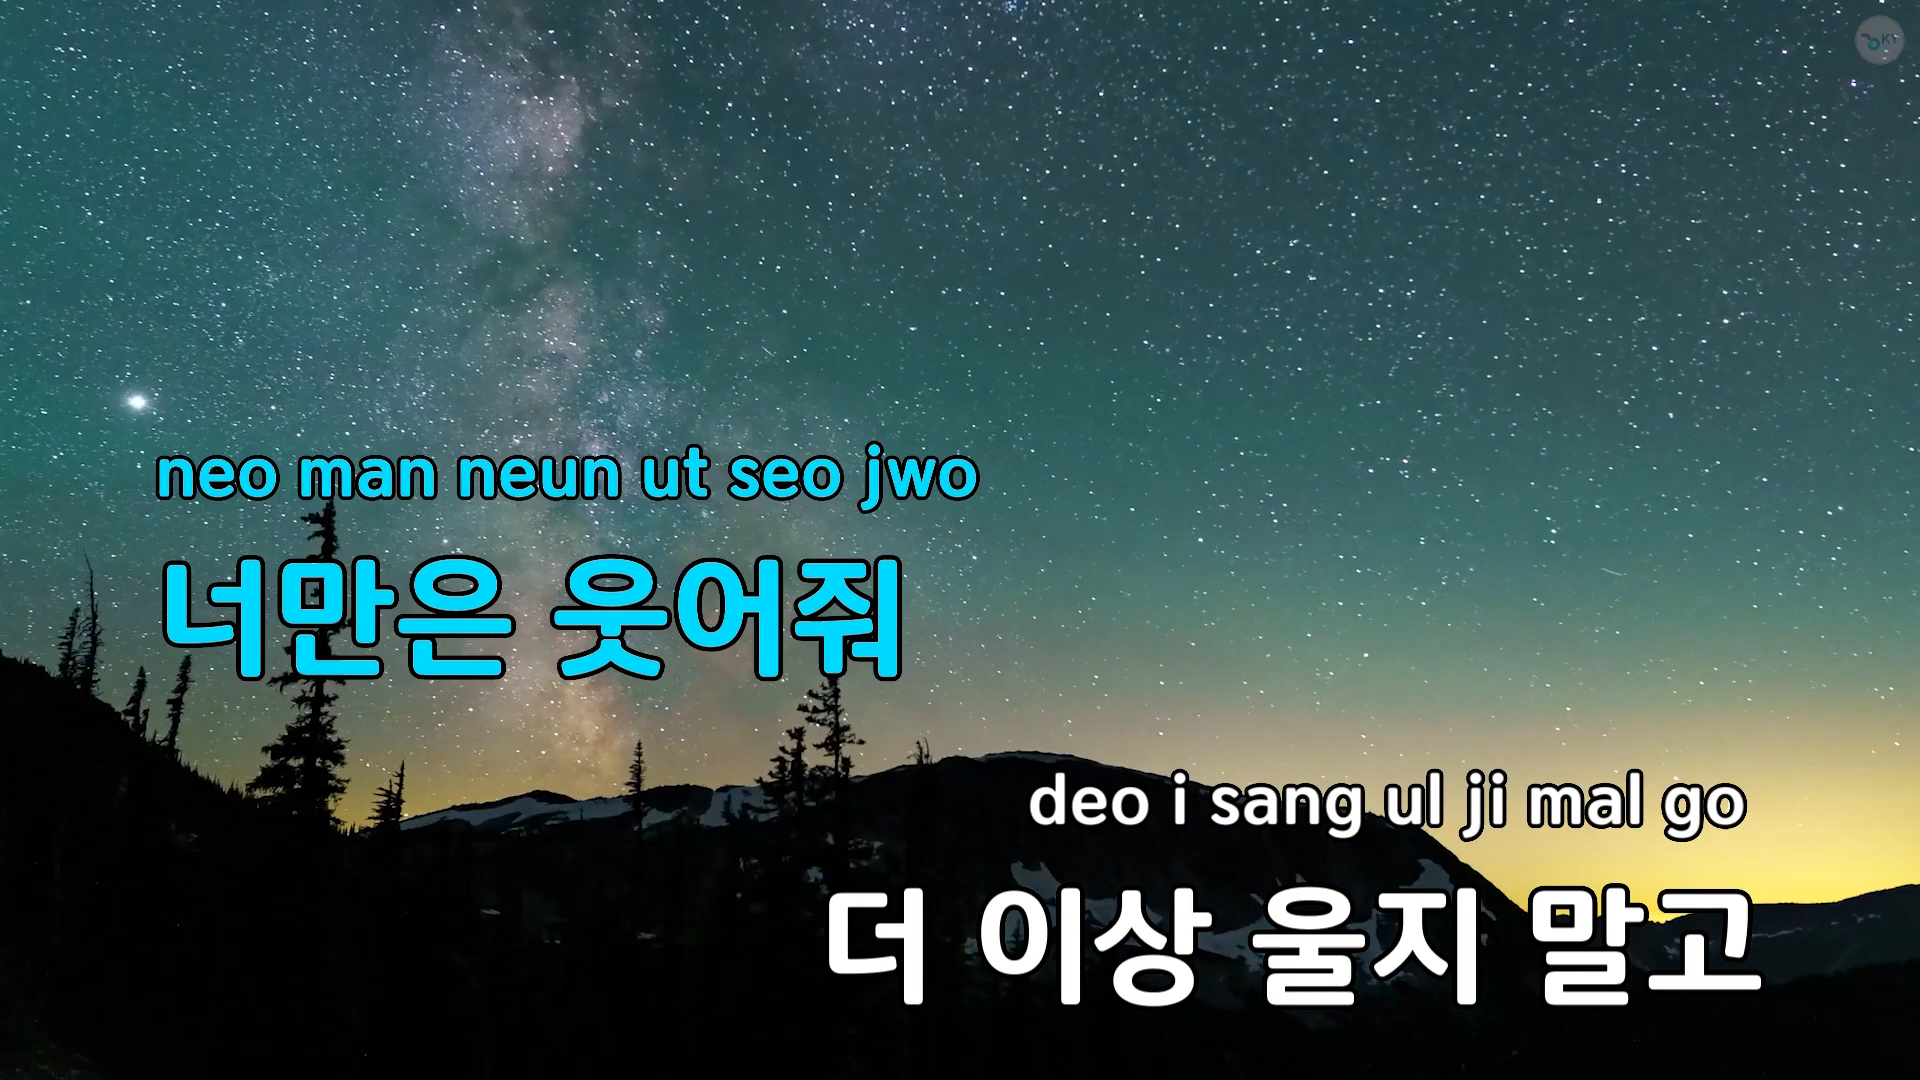 KY
neo man neun ut seo jwo
너만은 웃어줘
deo i sang ul ji mal go
더 이상 울지 말고